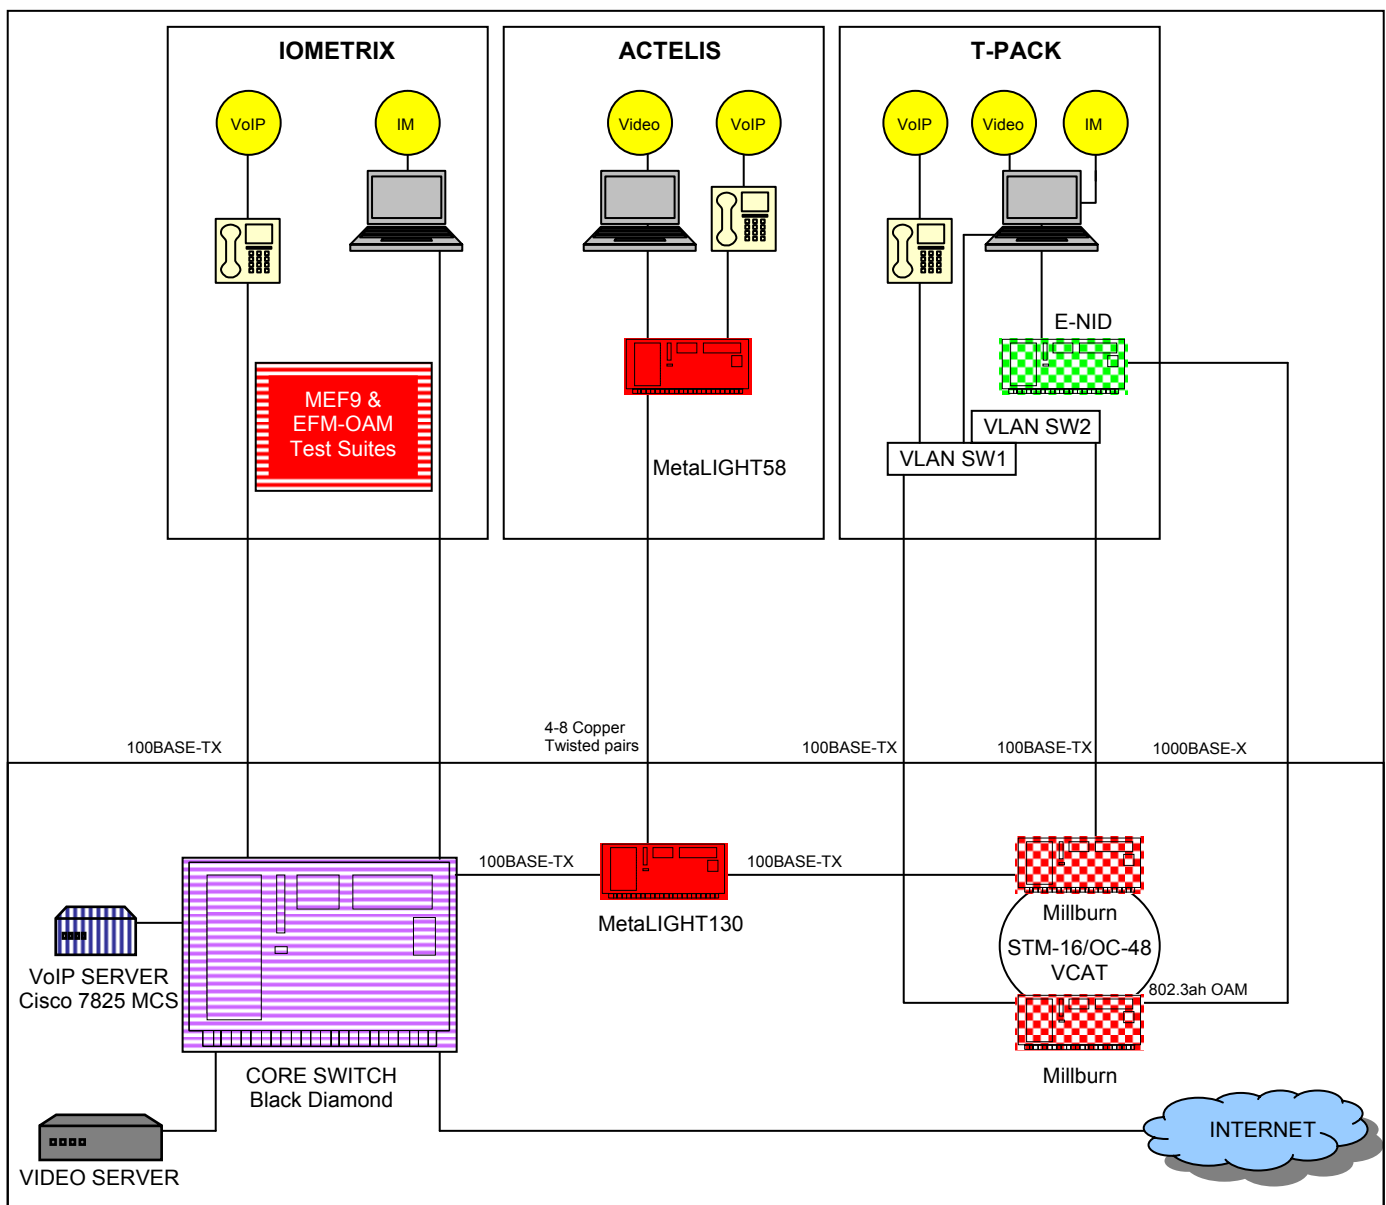 IOMETRIX
ACTELIS
T-PACK
VoIP
IM
Video
VoIP
VoIP
Video
IM
E-NID
MEF9 &
EFM-OAM
Test Suites
MetaLIGHT58
VLAN SW2
VLAN SW1
100BASE-TX
4-8 Copper
Twisted pairs
100BASE-TX
100BASE-TX
1000BASE-X
100BASE-TX
100BASE-TX
MetaLIGHT130
Millburn
STM-16/OC-48
VCAT
802.3ah OAM
Millburn
VoIP SERVER
Cisco 7825 MCS
CORE SWITCH
Black Diamond
INTERNET
VIDEO SERVER